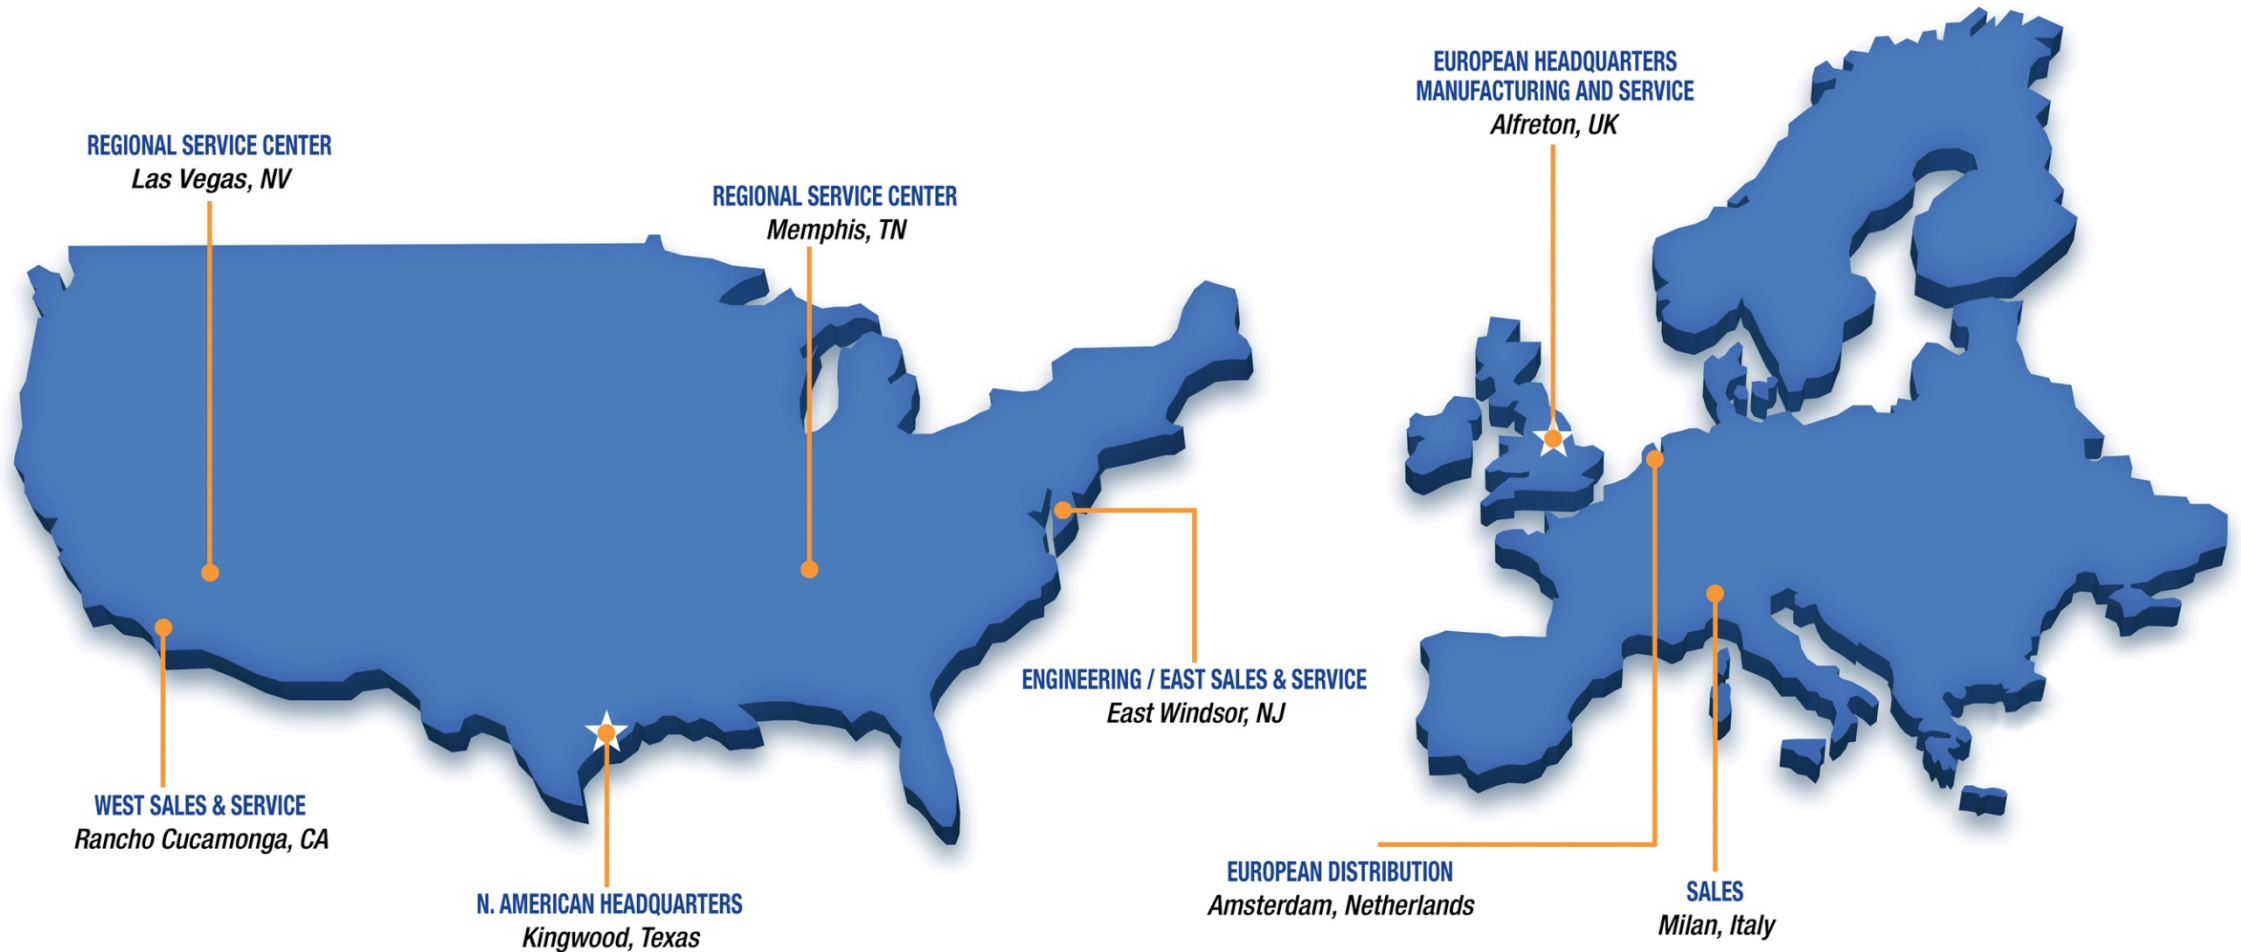 REGIONAL SERVICE CENTER
Las Vegas, NV
REGIONAL SERVICE CENTER
Memphis, TN
EUROPEAN HEADQUARTERS
MANUFACTURING AND SERVICE
Alfreton, UK
ENGINEERING / EAST SALES & SERVICE
East Windsor, NJ
WEST SALES & SERVICE
Rancho Cucamonga, CA
N. AMERICAN HEADQUARTERS
Kingwood, Texas
EUROPEAN DISTRIBUTION
Amsterdam, Netherlands
SALES
Milan, Italy